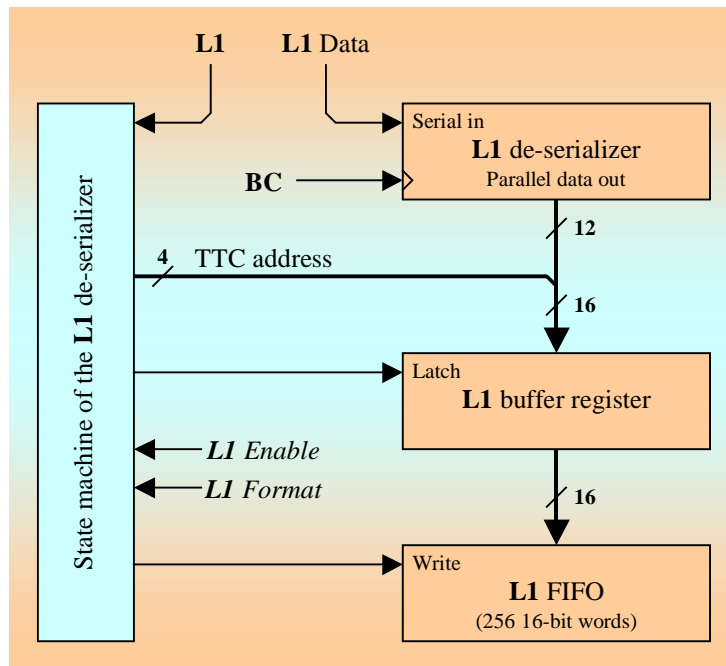 L1
L1 Data
Serial in
L1 de-serializer
Parallel data out
BC
12
4
TTC address
16
State machine of the L1 de-serializer
Latch
L1 buffer register
L1 Enable
L1 Format
16
Write
L1 FIFO
(256 16-bit words)